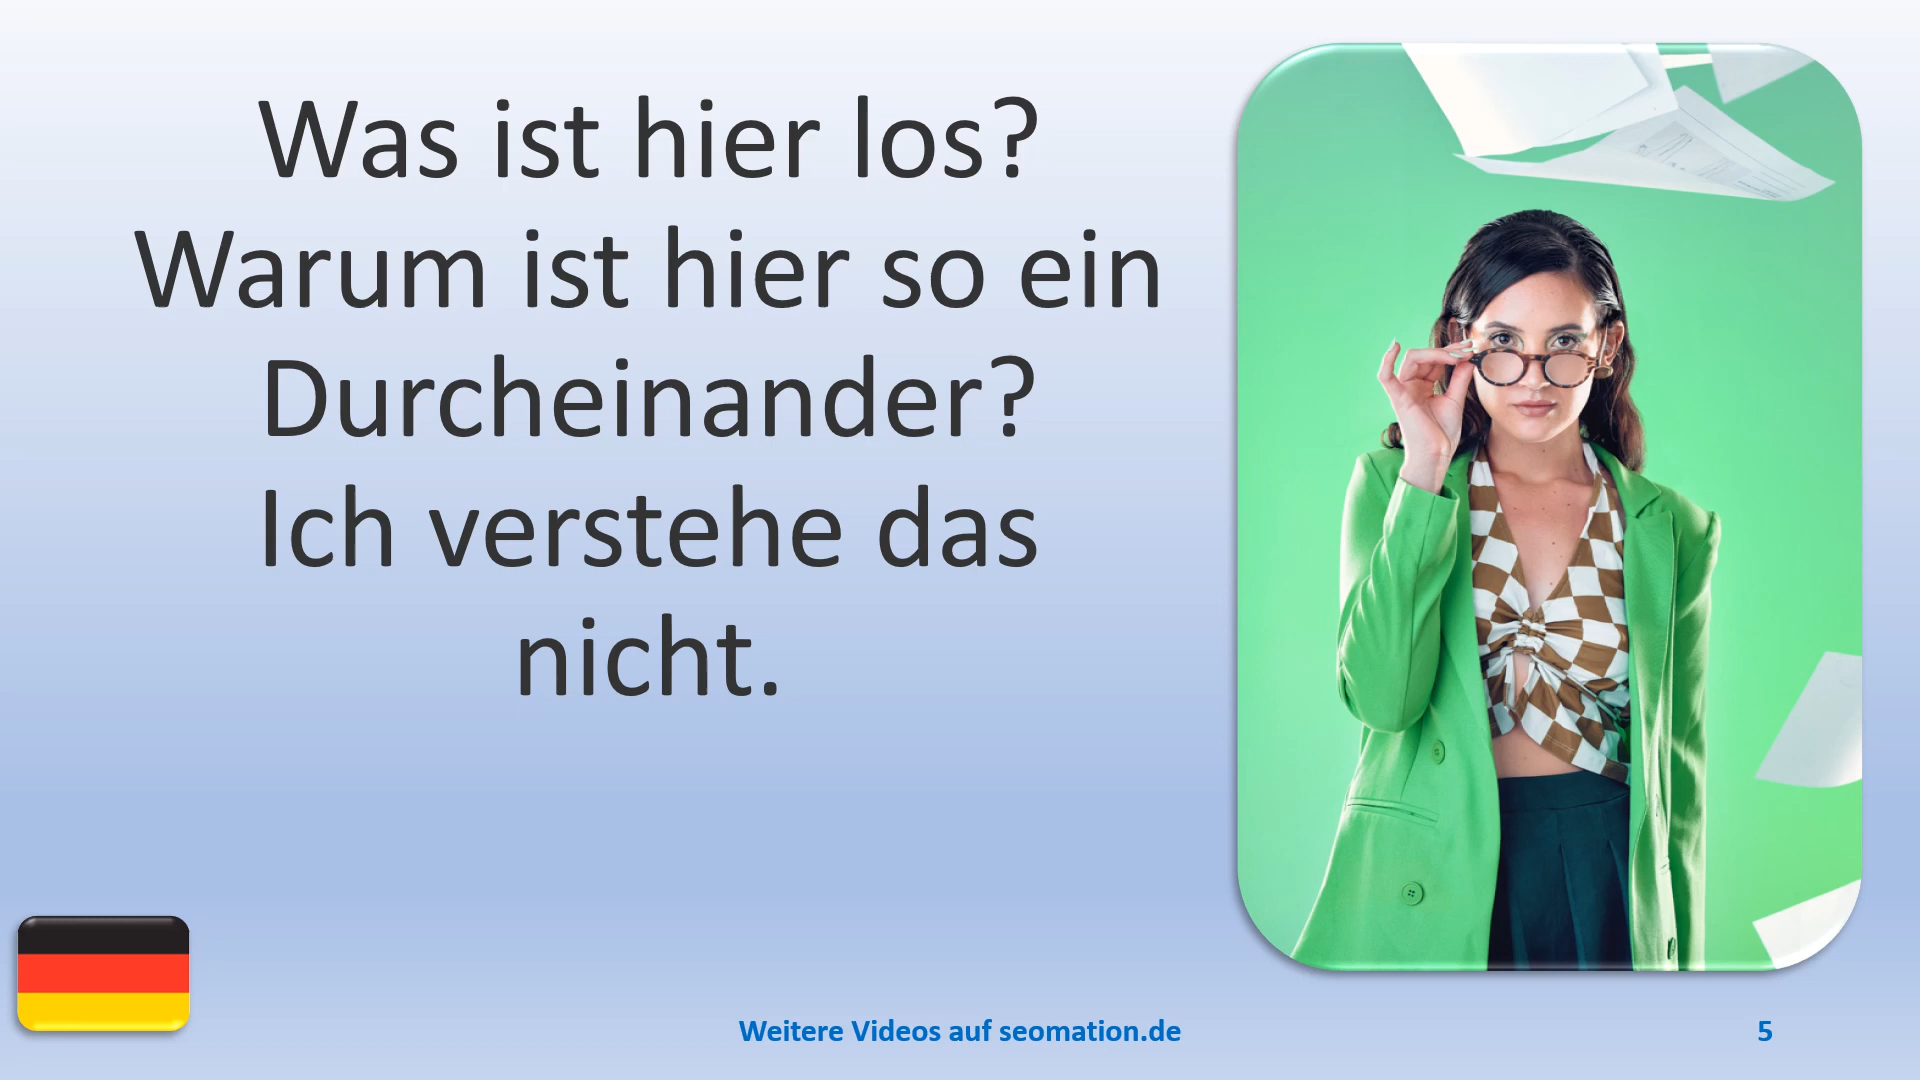 Was ist hier los?
Warum ist hier so ein
Durcheinander?
Ich verstehe das
nicht.
Weitere Videos auf seomation.de
5